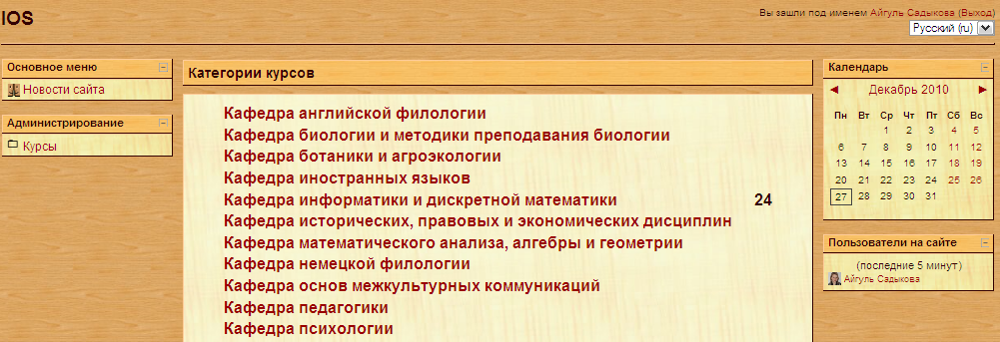 IOS
Вы зашли под именем Айгуль Садыкова (Выход)
Русский (ru)
Основное меню
Новости сайта
Администрирование
Курсы
Категории курсов
Кафедра английской филологии
Кафедра биологии и методики преподавания биологии
Кафедра ботаники и агроэкологии
Кафедра иностранных языков
Кафедра информатики и дискретной математики 24
Кафедра исторических, правовых и экономических дисциплин
Кафедра математического анализа, алгебры и геометрии
Кафедра немецкой филологии
Кафедра основ межкультурных коммуникаций
Кафедра педагогики
Кафедра психологии
Календарь
◄ Декабрь 2010 ►
Пн Вт Ср Чт Пт Сб Вс
1 2 3 4 5
6 7 8 9 10 11 12
13 14 15 16 17 18 19
20 21 22 23 24 25 26
27 28 29 30 31
Пользователи на сайте
(последние 5 минут)
Айгуль Садыкова